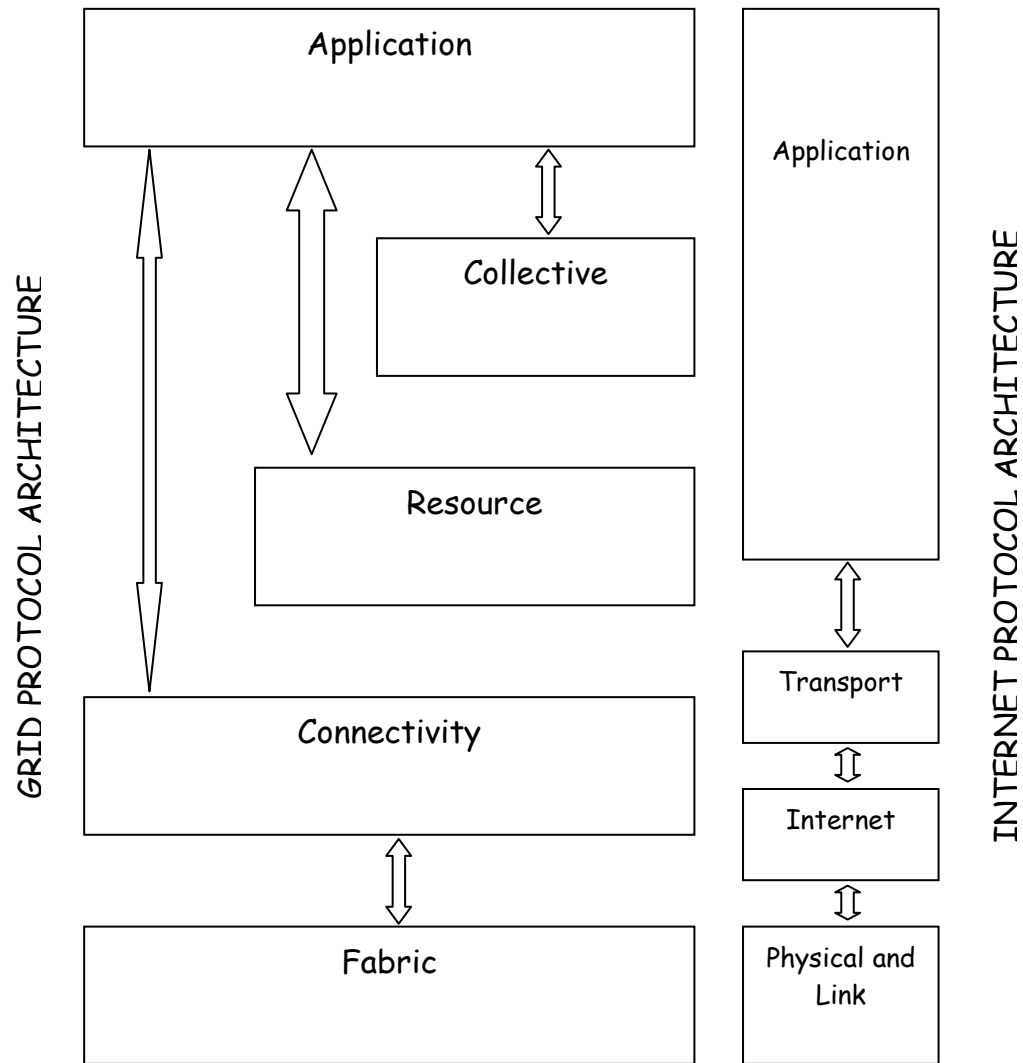 GRID PROTOCOL ARCHITECTURE
Application
Collective
Resource
Connectivity
Fabric
Application
Transport
Internet
Physical and
Link
INTERNET PROTOCOL ARCHITECTURE